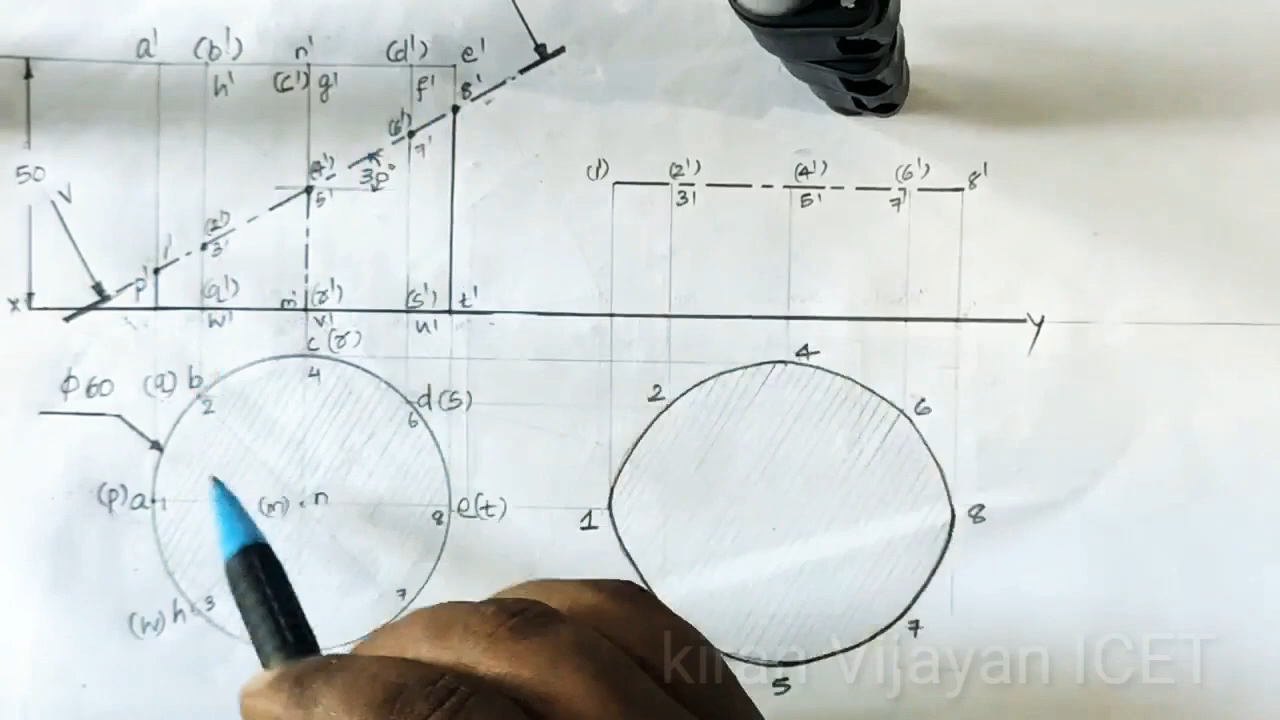 a' (b') n' (d') e'
h' (c') g' f' 8'
(6')
7'
50
V
(4') 30°
5'
(2')
3'
p' 1'
(q') m' (r') (s') t'
x w' v' u' y
(1') (2') (4') (6') 8'
3' 5' 7'
c (r)
4
ϕ60 (q) b
2
d (s)
6
(p) a 1 (m) . n 8 e (t)
(w) h 3 7
4
2 6
1 8
7
5
kiran Vijayan ICET